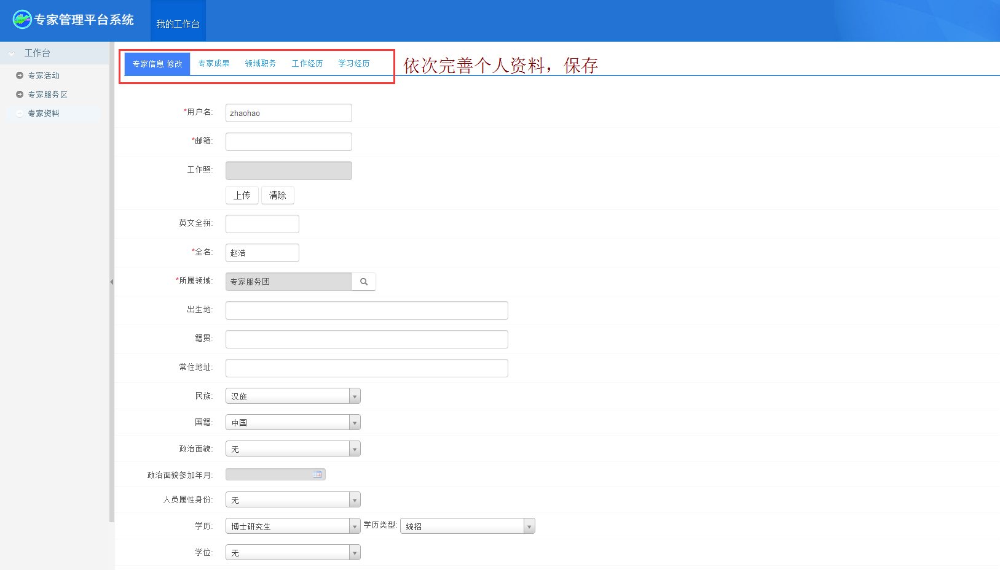 专家管理平台系统
我的工作台
工作台
专家活动
专家服务区
专家资料
专家信息 修改 专家成果 领域职务 工作经历 学习经历
依次完善个人资料，保存
*用户名: zhaohao
*邮箱:
工作照:
上传 清除
英文全拼:
*全名: 赵浩
*所属领域: 专家服务团
出生地:
籍贯:
常住地址:
民族: 汉族
国籍: 中国
政治面貌: 无
政治面貌参加年月:
人员属性身份: 无
学历: 博士研究生 学历类型: 统招
学位: 无